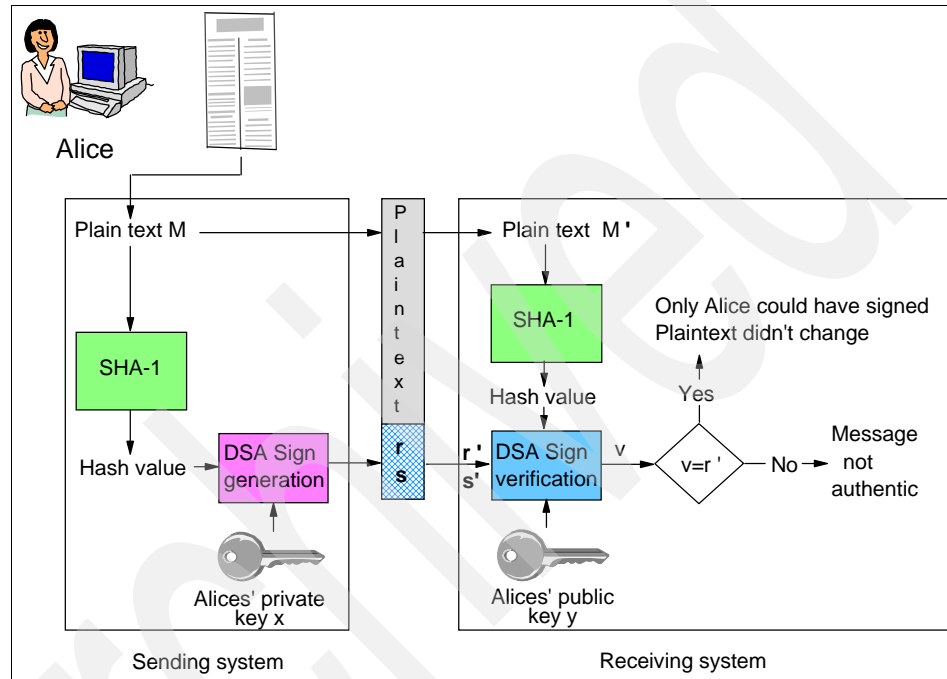 Alice
Plain text M
SHA-1
Hash value
DSA Sign
generation
Alices' private
key x
Sending system
Plaintext
r
s
Plain text M '
SHA-1
Hash value
r '
s'
DSA Sign
verification
v
Alices' public
key y
v=r '
Yes
Only Alice could have signed
Plaintext didn't change
No
Message
not
authentic
Receiving system